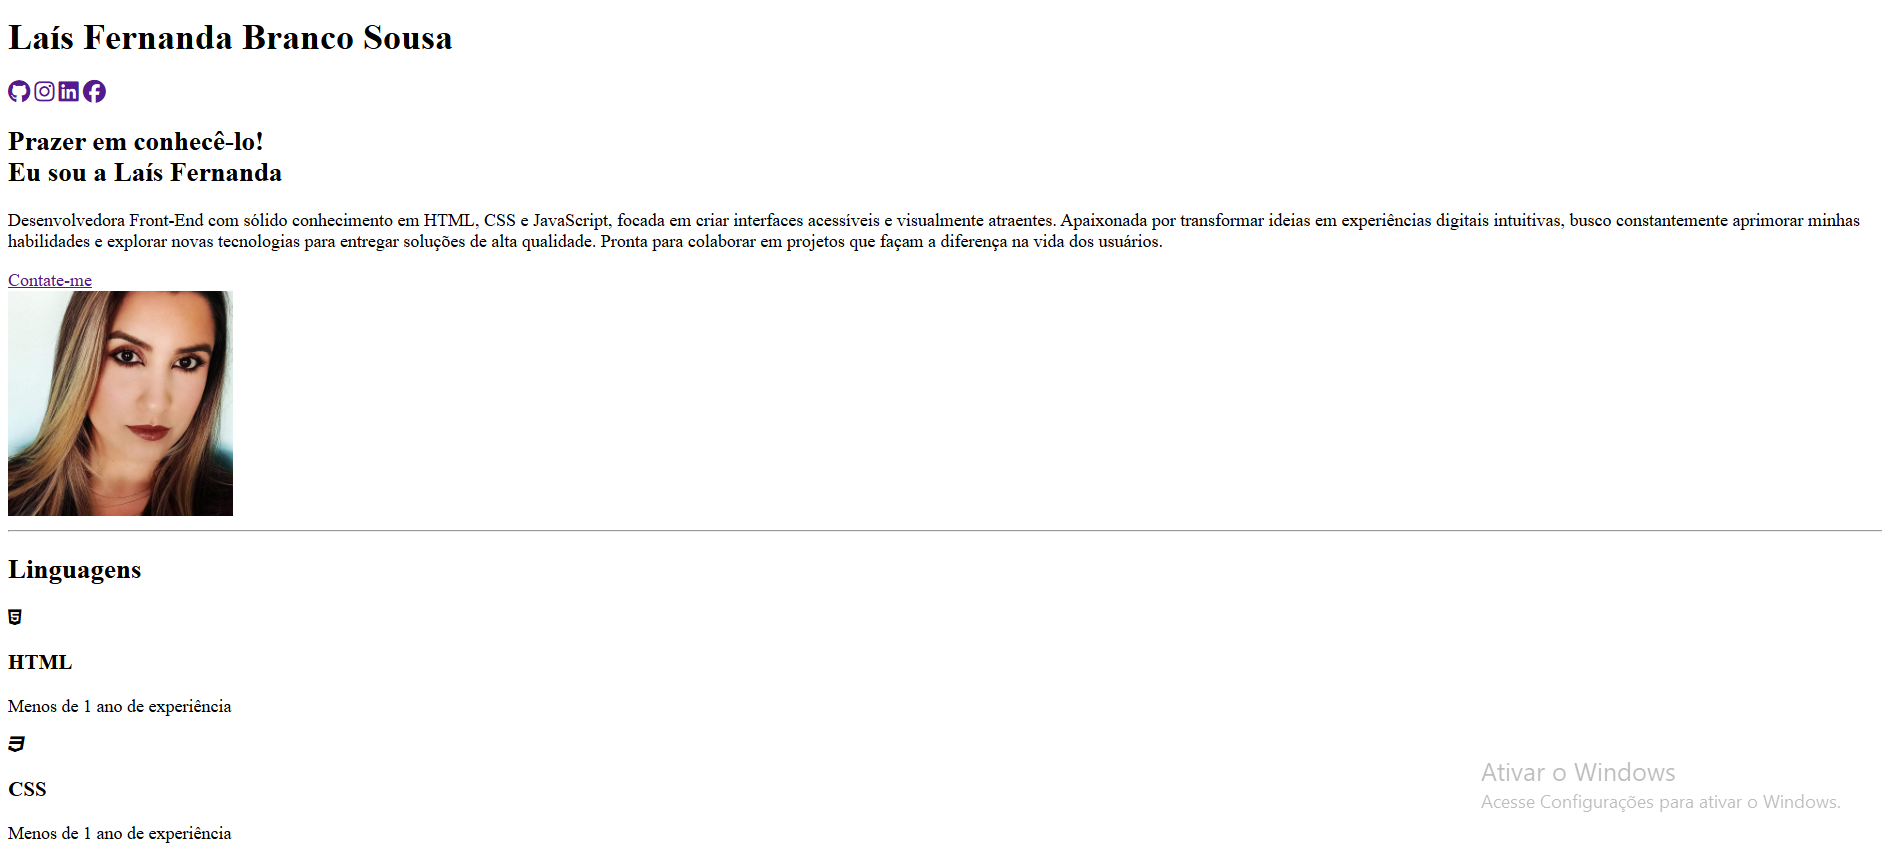 Laís Fernanda Branco Sousa
in
Prazer em conhecê-lo!
Eu sou a Laís Fernanda
Desenvolvedora Front-End com sólido conhecimento em HTML, CSS e JavaScript, focada em criar interfaces acessíveis e visualmente atraentes. Apaixonada por transformar ideias em experiências digitais intuitivas, busco constantemente aprimorar minhas
habilidades e explorar novas tecnologias para entregar soluções de alta qualidade. Pronta para colaborar em projetos que façam a diferença na vida dos usuários.
Contate-me
Linguagens
5
HTML
Menos de 1 ano de experiência
3
CSS
Menos de 1 ano de experiência
Ativar o Windows
Acesse Configurações para ativar o Windows.